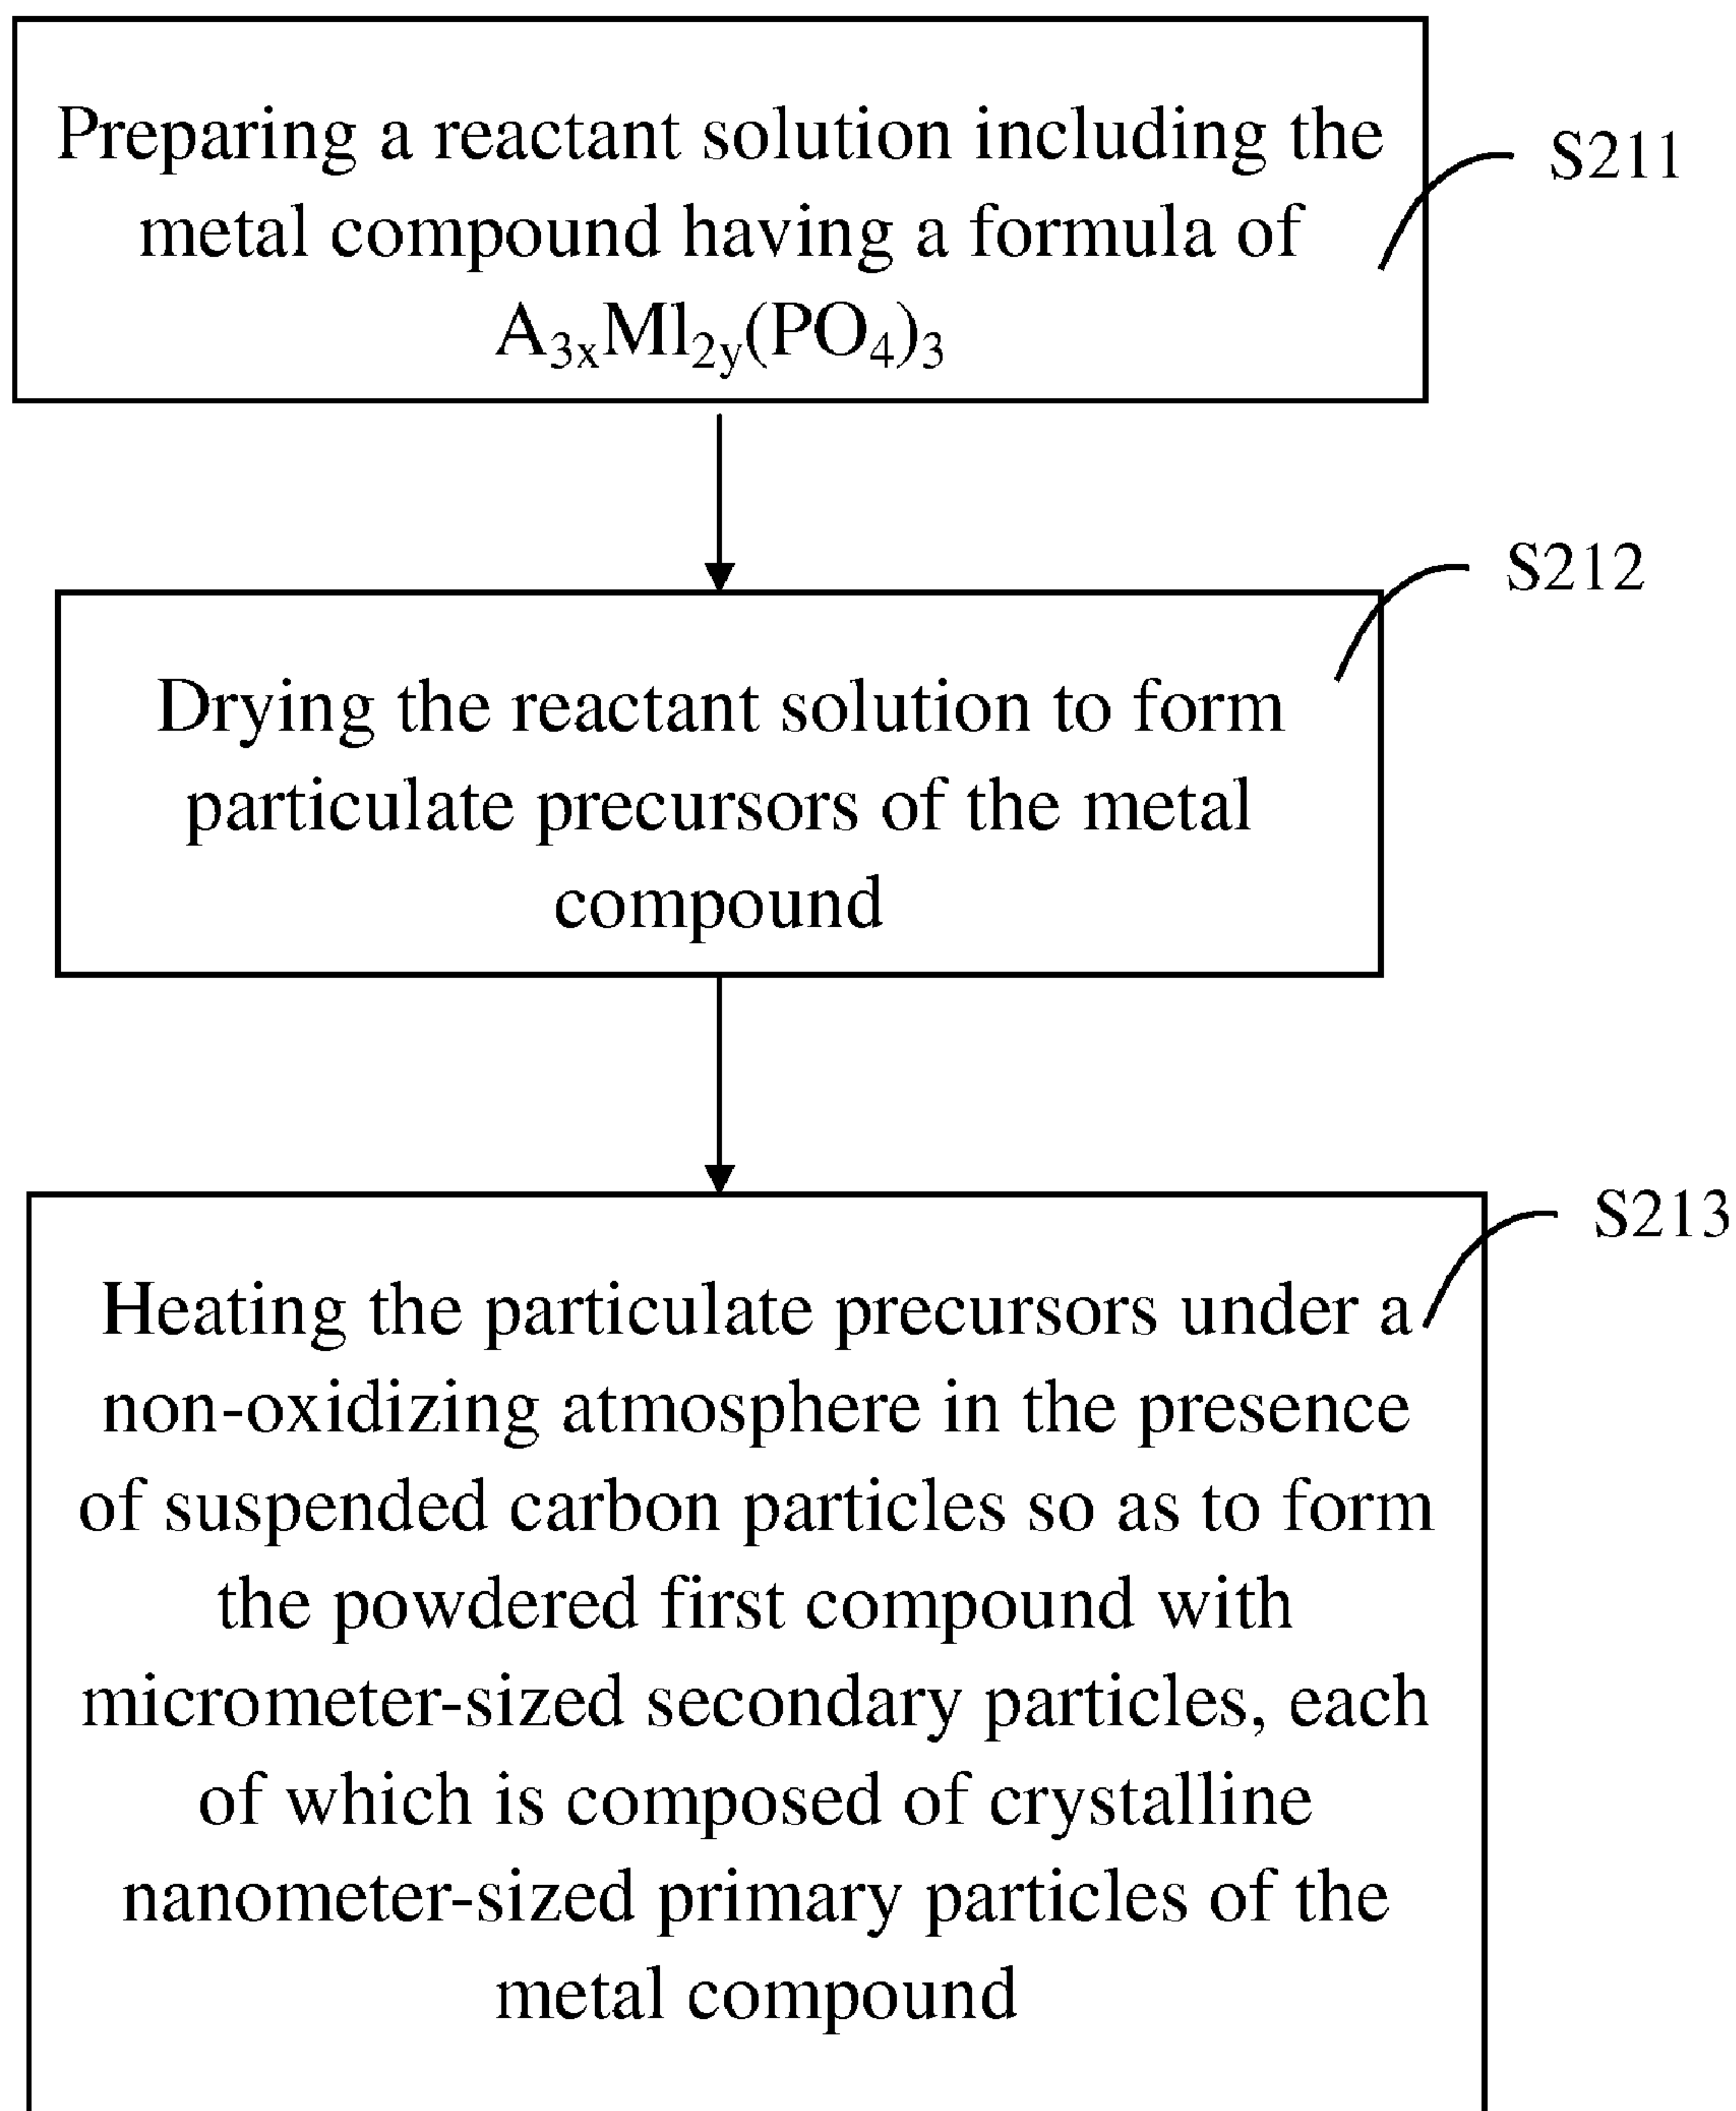 Preparing a reactant solution including the
S211
metal compound having a formula of
A₃ₓMl₂ᵧ(PO₄)₃
S212
Drying the reactant solution to form
particulate precursors of the metal
compound
S213
Heating the particulate precursors under a
non-oxidizing atmosphere in the presence
of suspended carbon particles so as to form
the powdered first compound with
micrometer-sized secondary particles, each
of which is composed of crystalline
nanometer-sized primary particles of the
metal compound